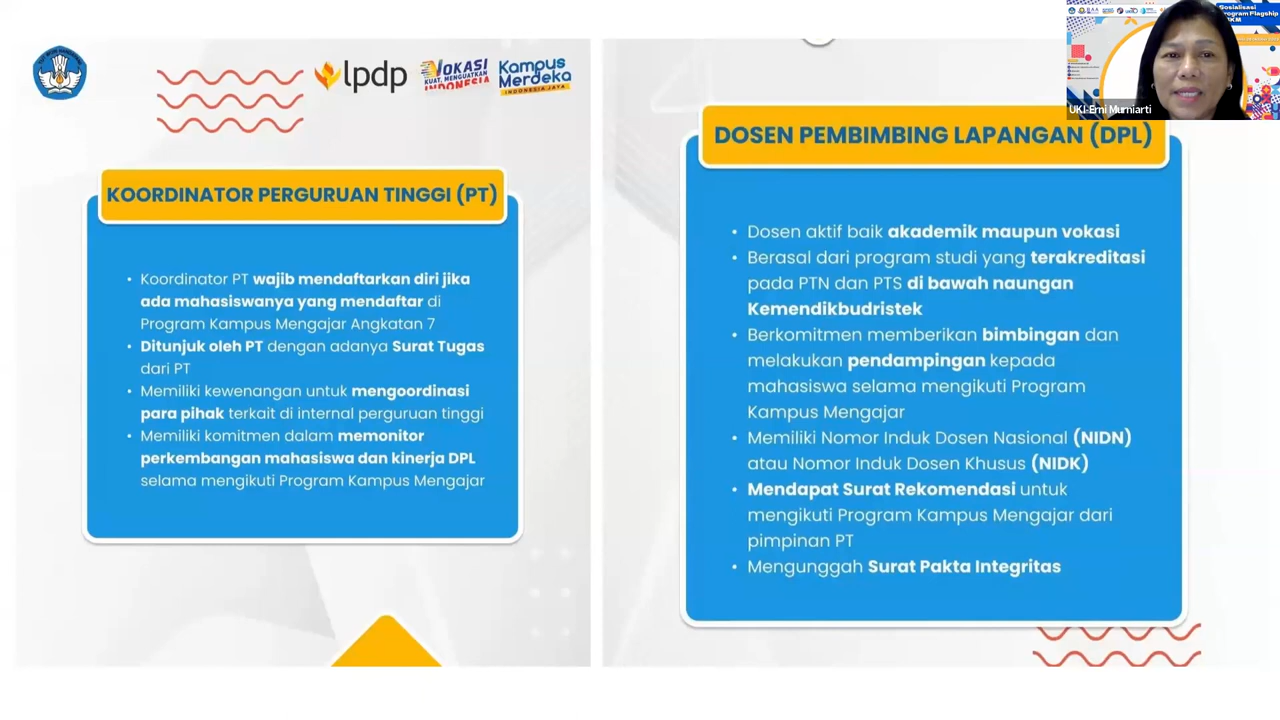 lpdp
VOKASI
KUAT, MENGUATKAN
INDONESIA
Kampus
Merdeka
INDONESIA JAYA
KOORDINATOR PERGURUAN TINGGI (PT)
• Koordinator PT wajib mendaftarkan diri jika
ada mahasiswanya yang mendaftar di
Program Kampus Mengajar Angkatan 7
• Ditunjuk oleh PT dengan adanya Surat Tugas
dari PT
• Memiliki kewenangan untuk mengoordinasi
para pihak terkait di internal perguruan tinggi
• Memiliki komitmen dalam memonitor
perkembangan mahasiswa dan kinerja DPL
selama mengikuti Program Kampus Mengajar
DOSEN PEMBIMBING LAPANGAN (DPL)
• Dosen aktif baik akademik maupun vokasi
• Berasal dari program studi yang terakreditasi
pada PTN dan PTS di bawah naungan
Kemendikbudristek
• Berkomitmen memberikan bimbingan dan
melakukan pendampingan kepada
mahasiswa selama mengikuti Program
Kampus Mengajar
• Memiliki Nomor Induk Dosen Nasional (NIDN)
atau Nomor Induk Dosen Khusus (NIDK)
• Mendapat Surat Rekomendasi untuk
mengikuti Program Kampus Mengajar dari
pimpinan PT
• Mengunggah Surat Pakta Integritas
Sosialisasi
Program Flagship
UKI-Erni Murniarti